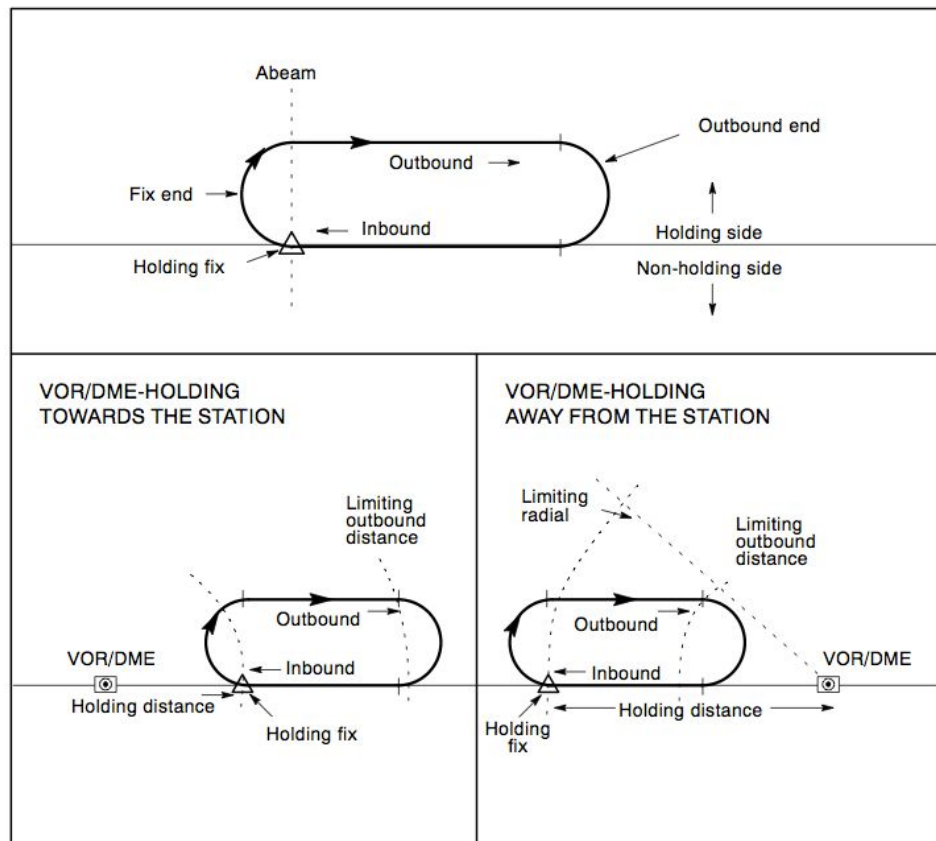 Abeam
Outbound end
Outbound
Fix end
Inbound
Holding side
Holding fix
Non-holding side
VOR/DME-HOLDING
TOWARDS THE STATION
Limiting
outbound
distance
Outbound
VOR/DME
Inbound
Holding distance
Holding fix
VOR/DME-HOLDING
AWAY FROM THE STATION
Limiting
radial
Limiting
outbound
distance
Outbound
VOR/DME
Inbound
Holding distance
Holding
fix